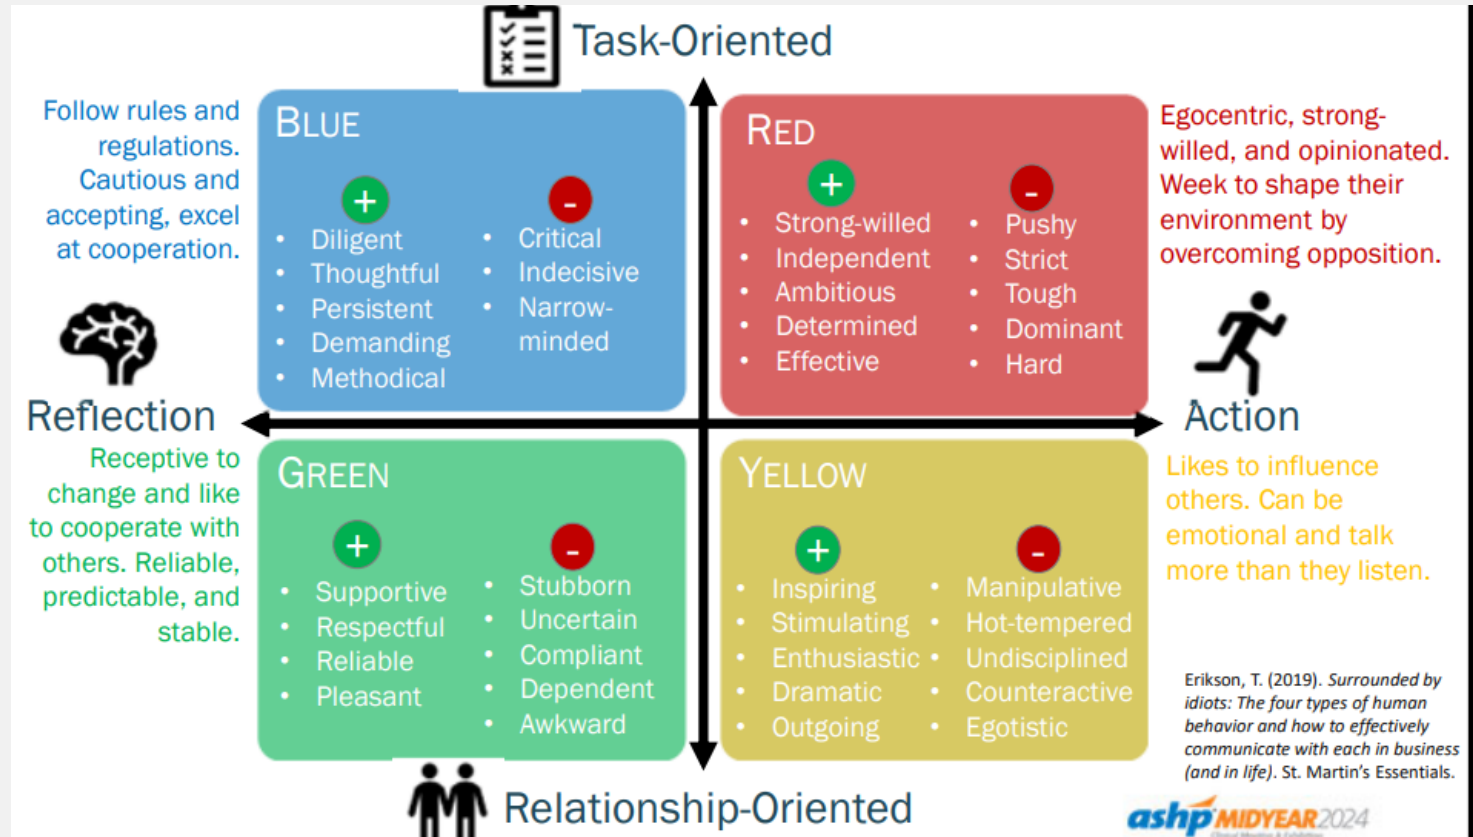 Task-Oriented
Follow rules and
regulations.
Cautious and
accepting, excel
at cooperation.
BLUE
+
-
• Diligent
• Thoughtful
• Persistent
• Demanding
• Methodical
• Critical
• Indecisive
• Narrow-
minded
RED
+
-
• Strong-willed
• Independent
• Ambitious
• Determined
• Effective
• Pushy
• Strict
• Tough
• Dominant
• Hard
Egocentric, strong-
willed, and opinionated.
Week to shape their
environment by
overcoming opposition.
Reflection
Action
Receptive to
change and like
to cooperate with
others. Reliable,
predictable, and
stable.
GREEN
+
-
• Supportive
• Respectful
• Reliable
• Pleasant
• Stubborn
• Uncertain
• Compliant
• Dependent
• Awkward
YELLOW
+
-
• Inspiring
• Stimulating
• Enthusiastic
• Dramatic
• Outgoing
• Manipulative
• Hot-tempered
• Undisciplined
• Counteractive
• Egotistic
Likes to influence
others. Can be
emotional and talk
more than they listen.
Erikson, T. (2019). Surrounded by
idiots: The four types of human
behavior and how to effectively
communicate with each in business
(and in life). St. Martin's Essentials.
Relationship-Oriented
ashp MIDYEAR2024